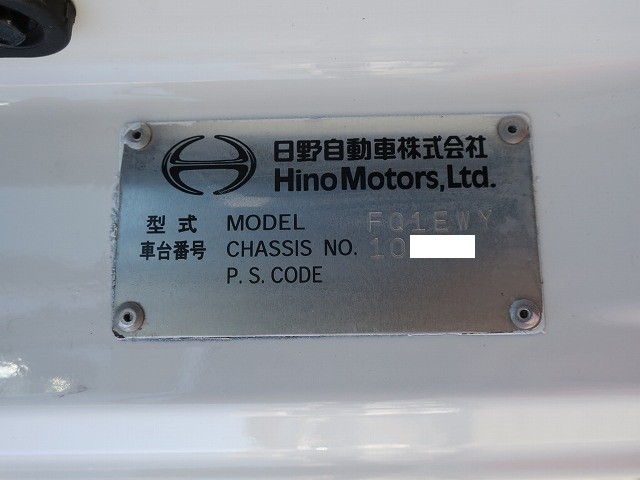 日野自動車株式会社
Hino Motors, Ltd.
型式 MODEL FQ1EWY
車台番号 CHASSIS NO. 10
P.S.CODE